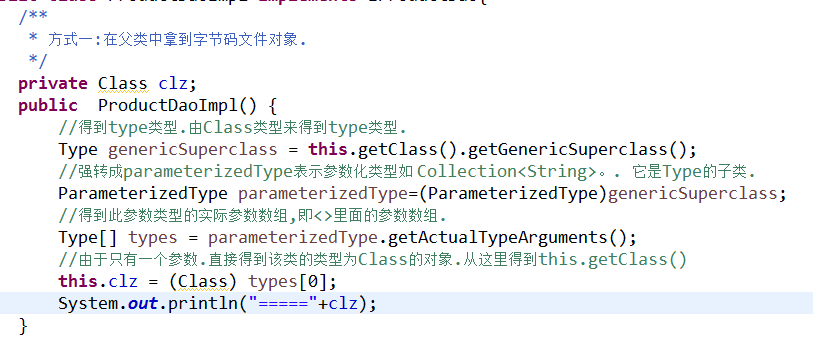 /**
 * 方式一:在父类中拿到字节码文件对象.
 */
private Class clz;
public  ProductDaoImpl() {
    //得到type类型.由Class类型来得到type类型.
    Type genericSuperclass = this.getClass().getGenericSuperclass();
    //强转成parameterizedType表示参数化类型如 Collection<String>。. 它是Type的子类.
    ParameterizedType parameterizedType=(ParameterizedType)genericSuperclass;
    //得到此参数类型的实际参数数组,即<>里面的参数数组.
    Type[] types = parameterizedType.getActualTypeArguments();
    //由于只有一个参数.直接得到该类的类型为Class的对象.从这里得到this.getClass()
    this.clz = (Class) types[0];
    System.out.println("====="+clz);
}